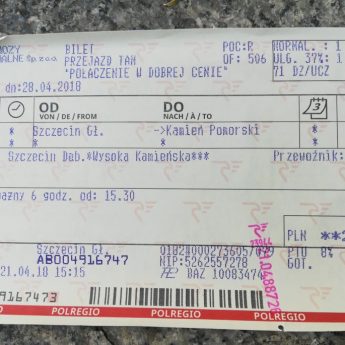 BILET POC:R NORMAL.: 1
PRZEJAZD TAM OF: 506 ULG. 37%: 1
"POŁĄCZENIE W DOBREJ CENIE" 71 DZ/UCZ
dn:28.04.2018
OD DO
VON / DE / FROM NACH / À / TO
* Szczecin Gł. ->Kamień Pomorski * *
* * * *
Szczecin Dąb.*Wysoka Kamieńska*** Przewoźnik:
ważny 6 godz. od: 15.30
PLN
Szczecin Gł. PTU 8%
AB004916747 NIP:5262557278 GOT.
21.04.18 15:15 BAZ 10083474
POLREGIO POLREGIO POLREGIO POLREGIO